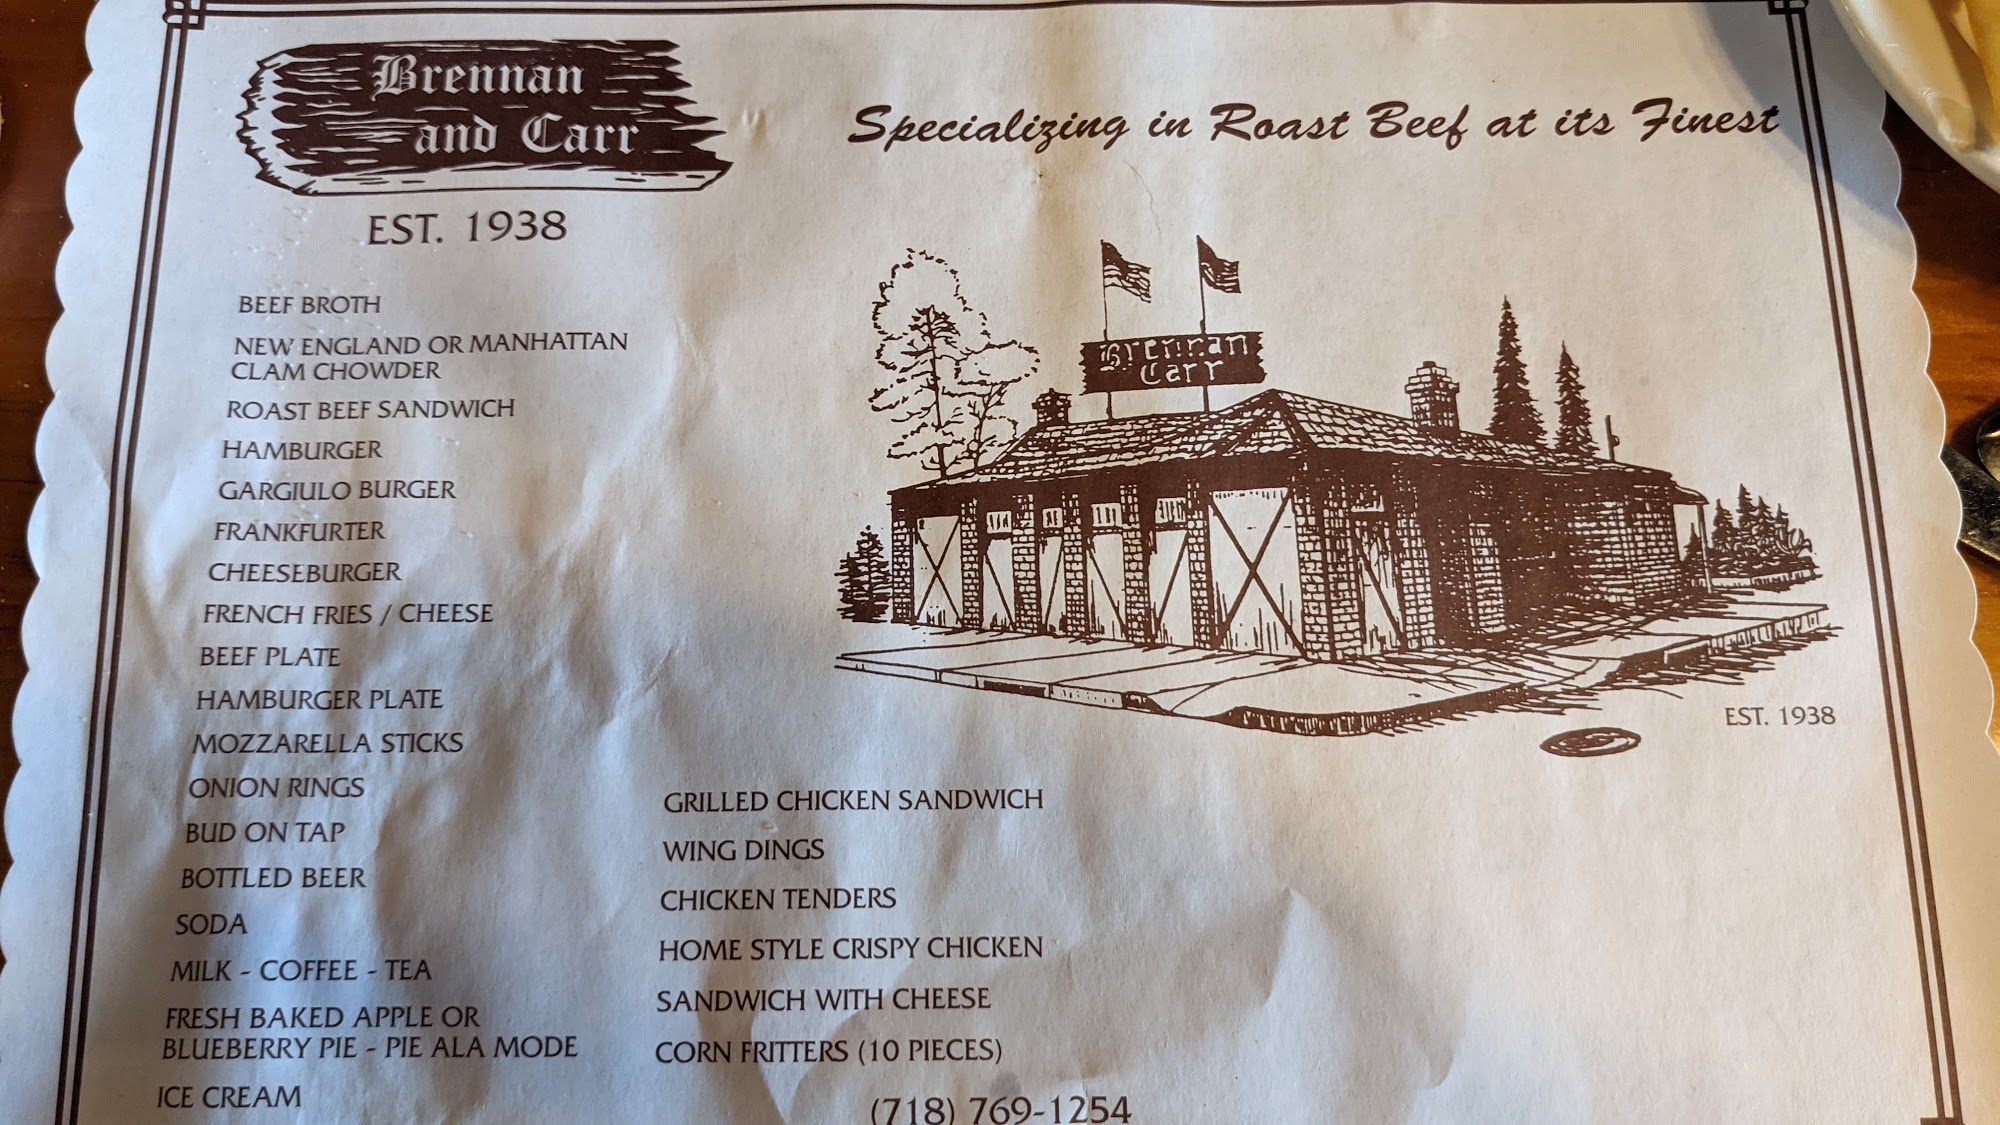 Brennan
and Carr
EST. 1938
Specializing in Roast Beef at its Finest
BEEF BROTH
NEW ENGLAND OR MANHATTAN
CLAM CHOWDER
ROAST BEEF SANDWICH
HAMBURGER
GARGIULO BURGER
FRANKFURTER
CHEESEBURGER
FRENCH FRIES / CHEESE
BEEF PLATE
HAMBURGER PLATE
MOZZARELLA STICKS
ONION RINGS
BUD ON TAP
BOTTLED BEER
SODA
MILK - COFFEE - TEA
FRESH BAKED APPLE OR
BLUEBERRY PIE - PIE ALA MODE
ICE CREAM
Brennan
Carr
EST. 1938
GRILLED CHICKEN SANDWICH
WING DINGS
CHICKEN TENDERS
HOME STYLE CRISPY CHICKEN
SANDWICH WITH CHEESE
CORN FRITTERS (10 PIECES)
(718) 769-1254